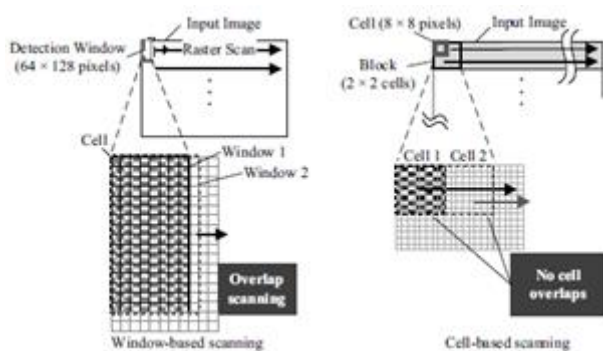 Input Image
Detection Window
(64 × 128 pixels)
Raster Scan
Cell
Window 1
Window 2
Overlap
scanning
Window-based scanning
Cell (8 × 8 pixels)
Input Image
Block
(2 × 2 cells)
Cell 1 Cell 2
No cell
overlaps
Cell-based scanning